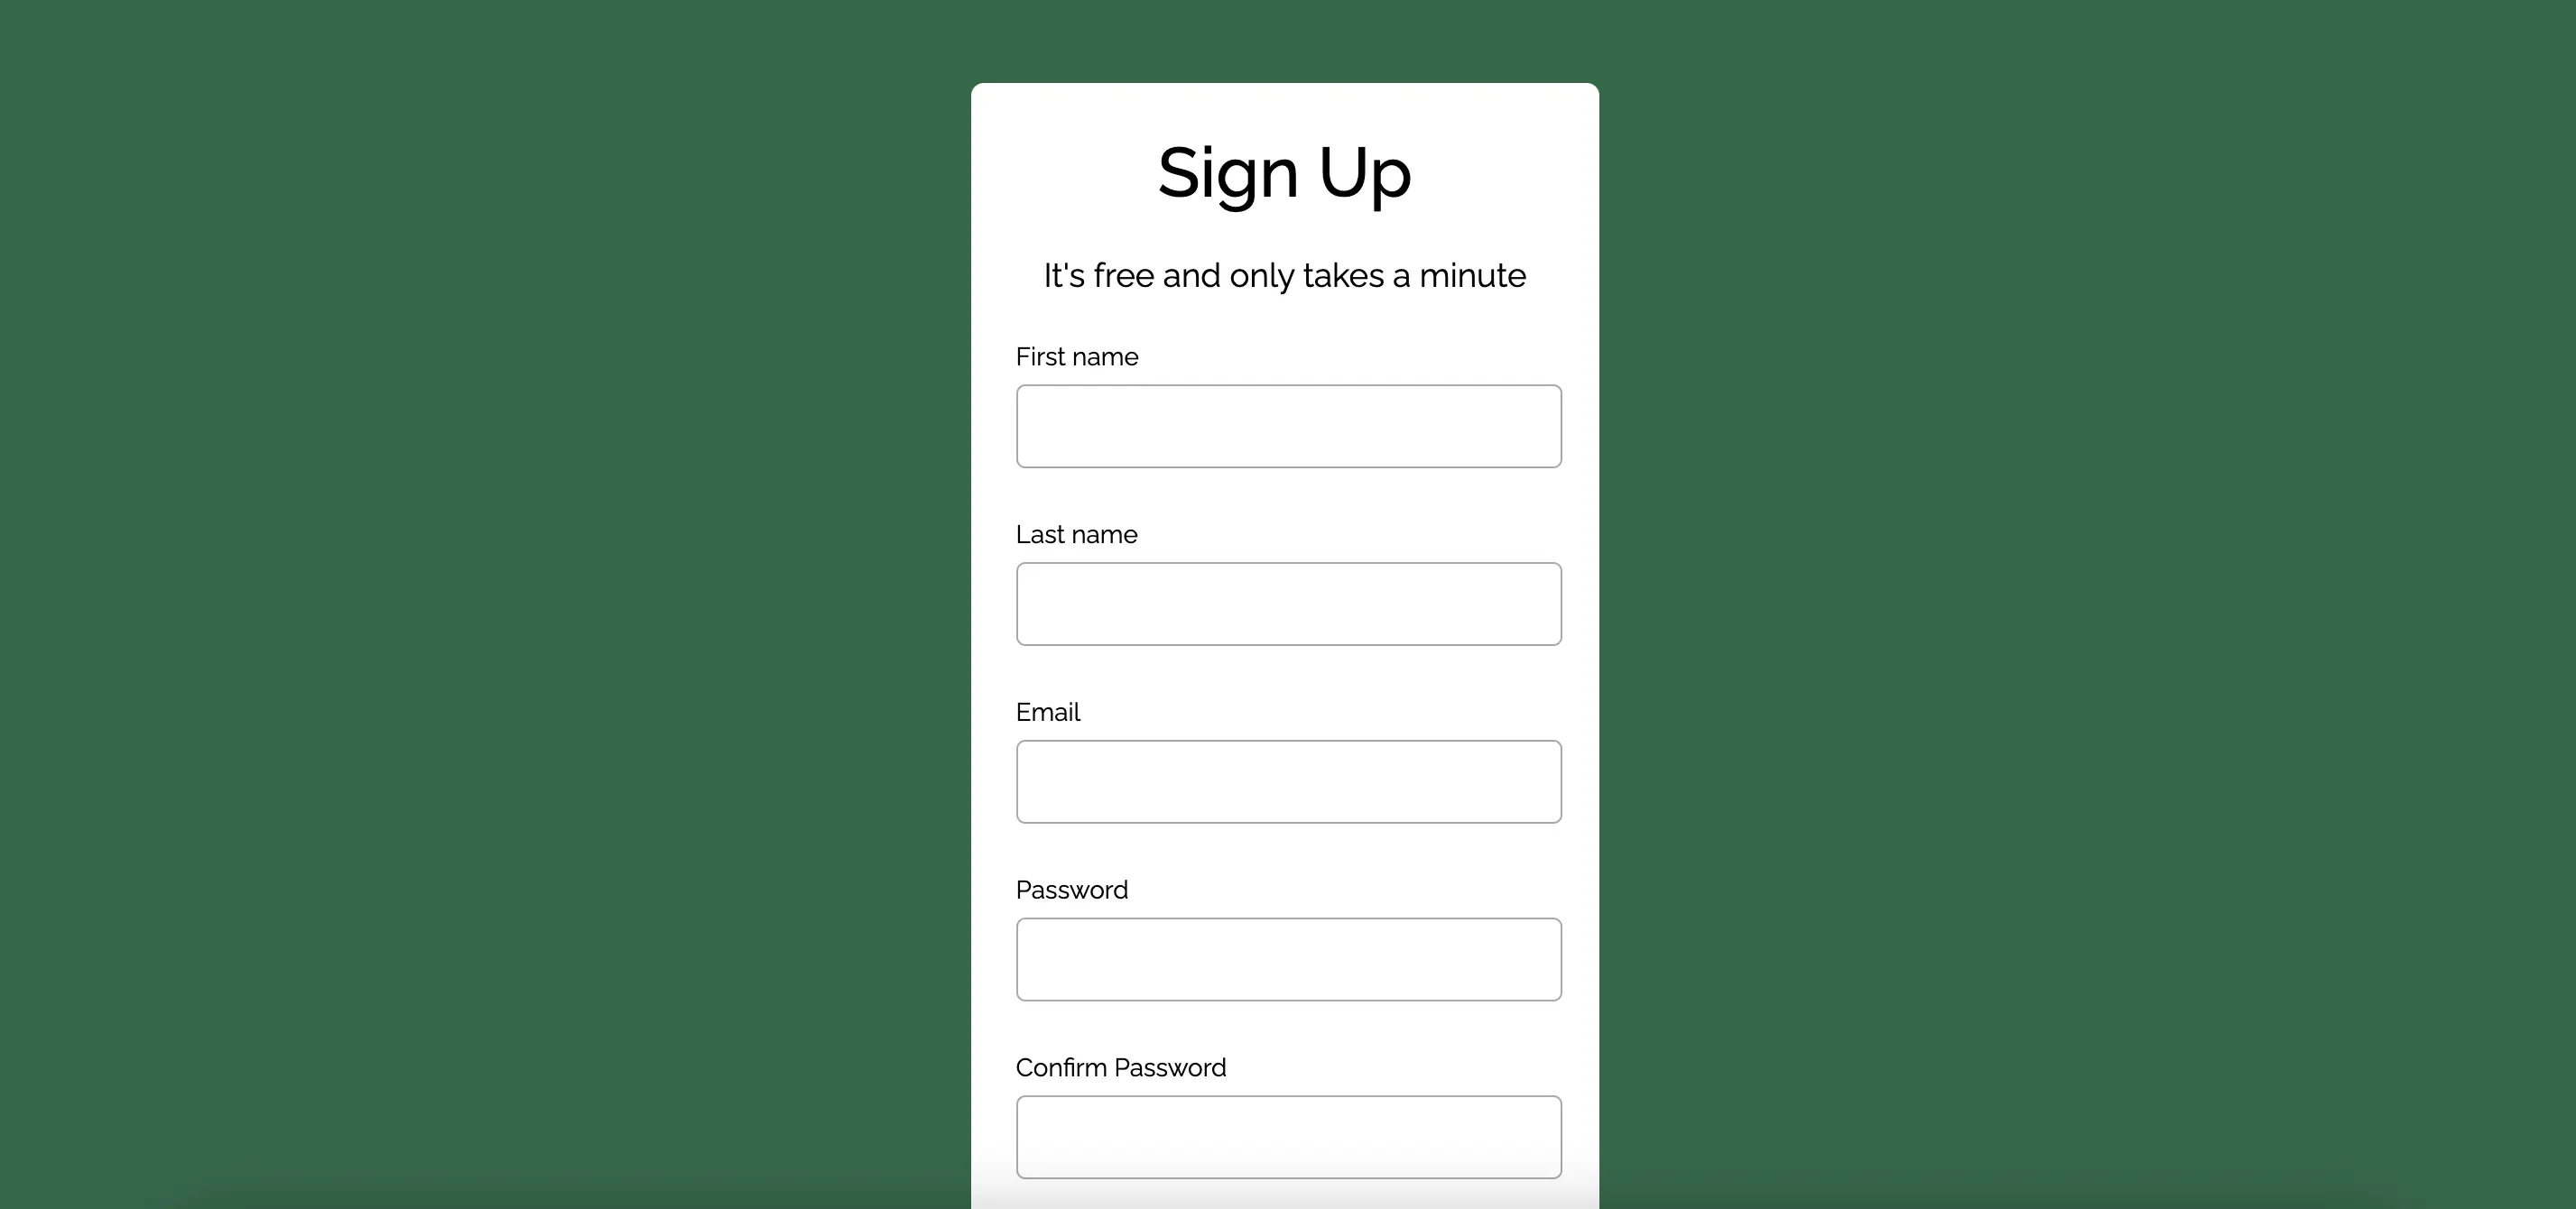 Sign Up
It's free and only takes a minute
First name
Last name
Email
Password
Confirm Password